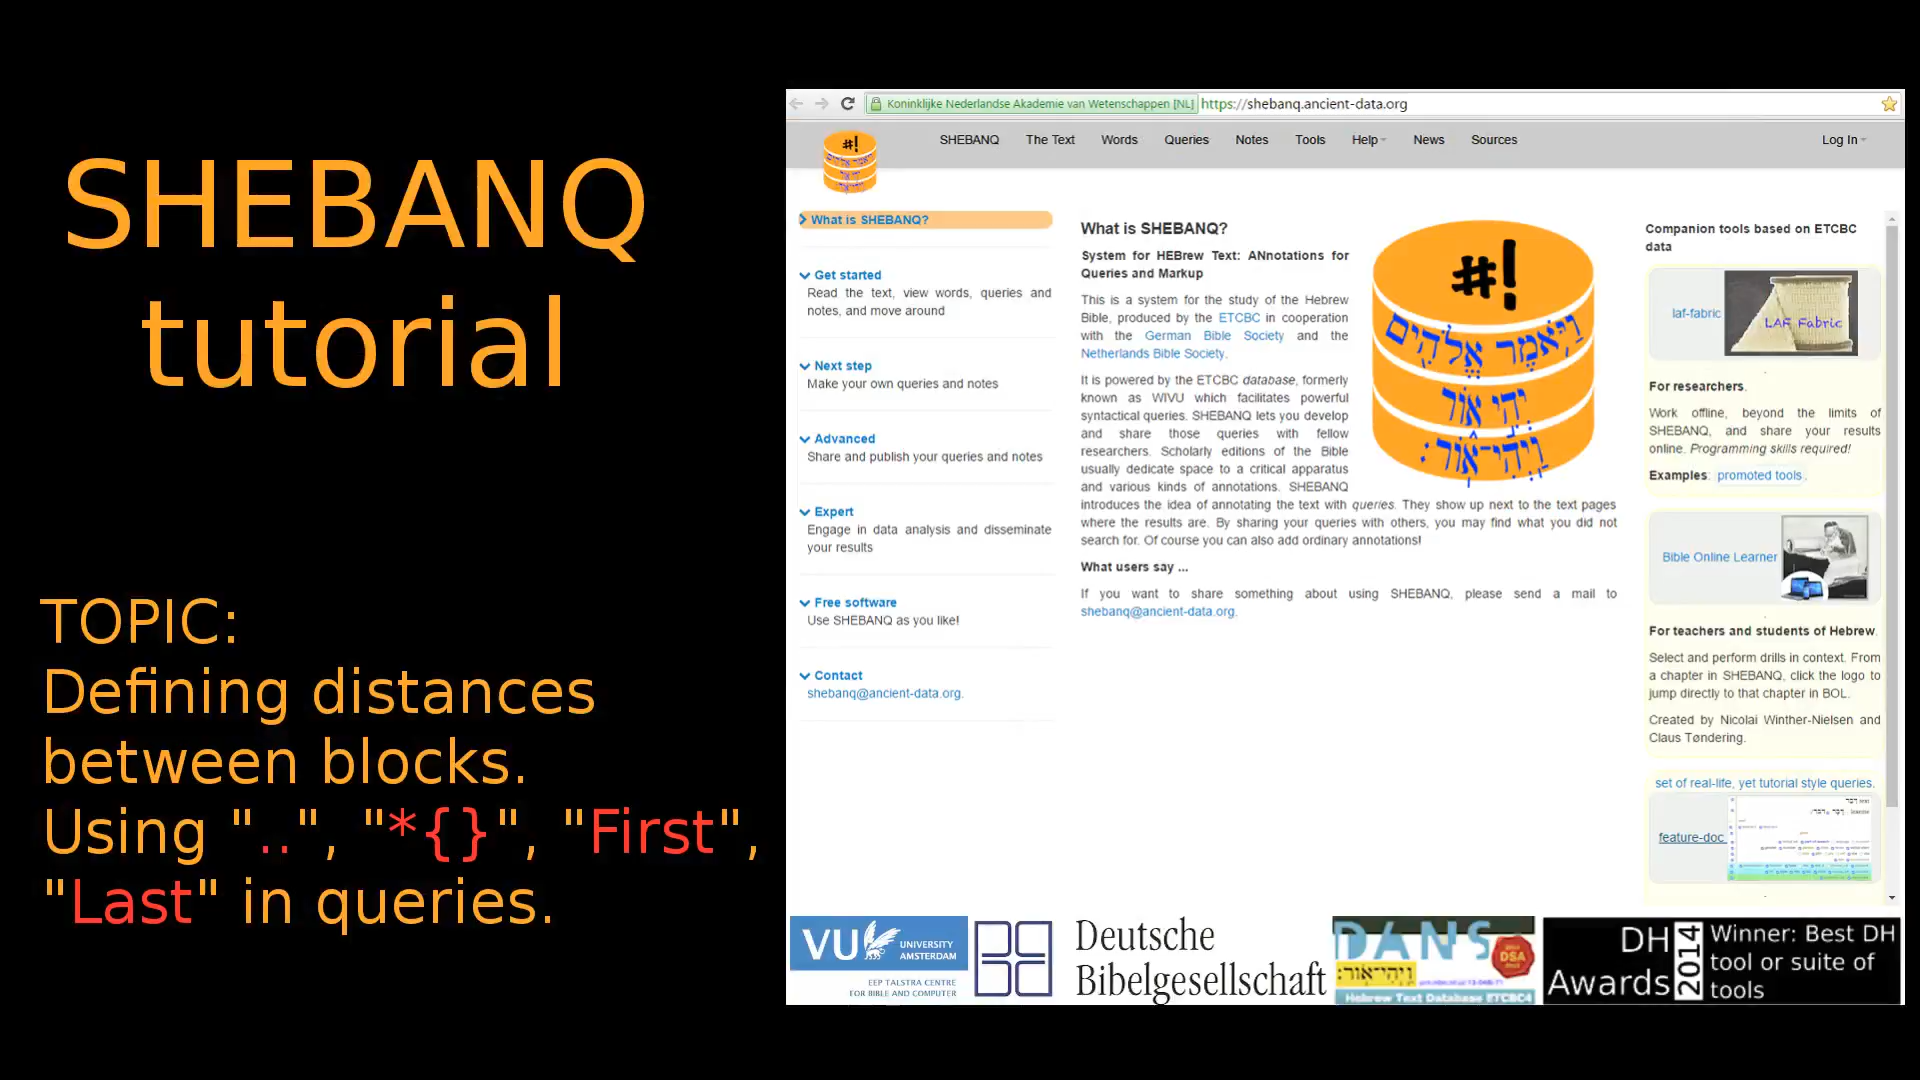 SHEBANQ
tutorial
TOPIC:
Defining distances
between blocks.
Using "..", "*{}", "First",
"Last" in queries.
Koninklijke Nederlandse Akademie van Wetenschappen [NL] https://shebanq.ancient-data.org
#!
SHEBANQ The Text Words Queries Notes Tools Help News Sources Log In
What is SHEBANQ?
Get started
Read the text, view words, queries and
notes, and move around
Next step
Make your own queries and notes
Advanced
Share and publish your queries and notes
Expert
Engage in data analysis and disseminate
your results
Free software
Use SHEBANQ as you like!
Contact
shebanq@ancient-data.org.
What is SHEBANQ?
System for HEBrew Text: ANnotations for
Queries and Markup
This is a system for the study of the Hebrew
Bible, produced by the ETCBC in cooperation
with the German Bible Society and the
Netherlands Bible Society.
It is powered by the ETCBC database, formerly
known as WIVU which facilitates powerful
syntactical queries. SHEBANQ lets you develop
and share those queries with fellow
researchers. Scholarly editions of the Bible
usually dedicate space to a critical apparatus
and various kinds of annotations. SHEBANQ
introduces the idea of annotating the text with queries. They show up next to the text pages
where the results are. By sharing your queries with others, you may find what you did not
search for. Of course you can also add ordinary annotations!
What users say ...
If you want to share something about using SHEBANQ, please send a mail to
shebanq@ancient-data.org.
#!
וַיֹּאמֶר אֱלֹהִים
יְהִי אוֹר
וַיְהִי־אוֹר׃
Companion tools based on ETCBC
data
laf-fabric
LAF Fabric
For researchers.
Work offline, beyond the limits of
SHEBANQ, and share your results
online. Programming skills required!
Examples: promoted tools.
Bible Online Learner
For teachers and students of Hebrew.
Select and perform drills in context. From
a chapter in SHEBANQ, click the logo to
jump directly to that chapter in BOL.
Created by Nicolai Winther-Nielsen and
Claus Tøndering.
set of real-life, yet tutorial style queries.
feature-doc
VU UNIVERSITY
AMSTERDAM
EEP TALSTRA CENTRE
FOR BIBLE AND COMPUTER
Deutsche
Bibelgesellschaft
DANS
DSA
וַיְהִי־אוֹר׃
Hebrew Text Database ETCBC4
DH
Awards
2014
Winner: Best DH
tool or suite of
tools